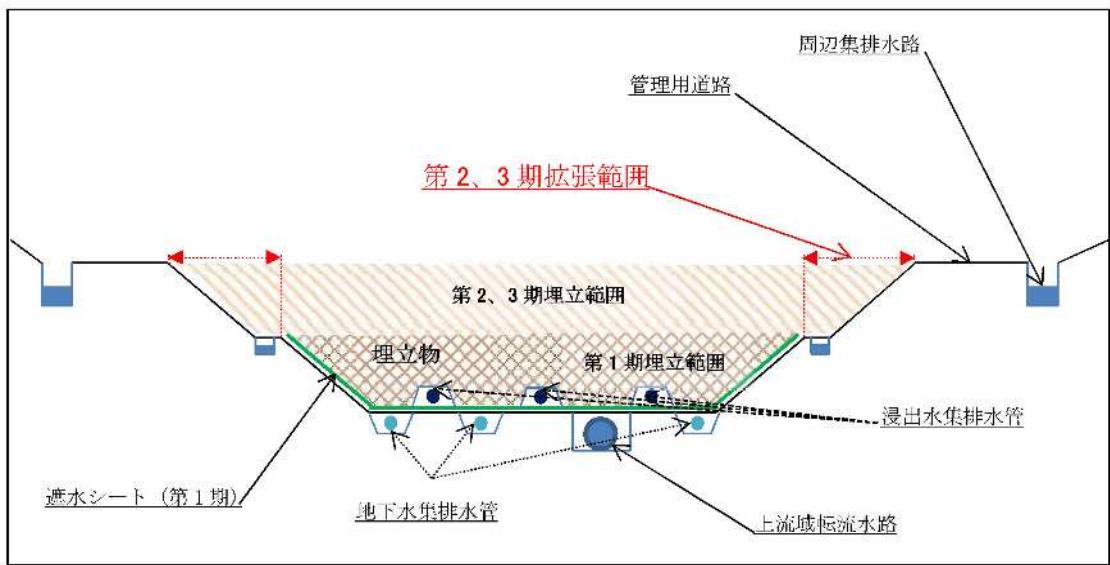 周辺集排水路
管理用道路
第2、3期拡張範囲
第2、3期埋立範囲
埋立物
第1期埋立範囲
浸出水集排水管
遮水シート（第1期）
地下水集排水管
上流域転流水路